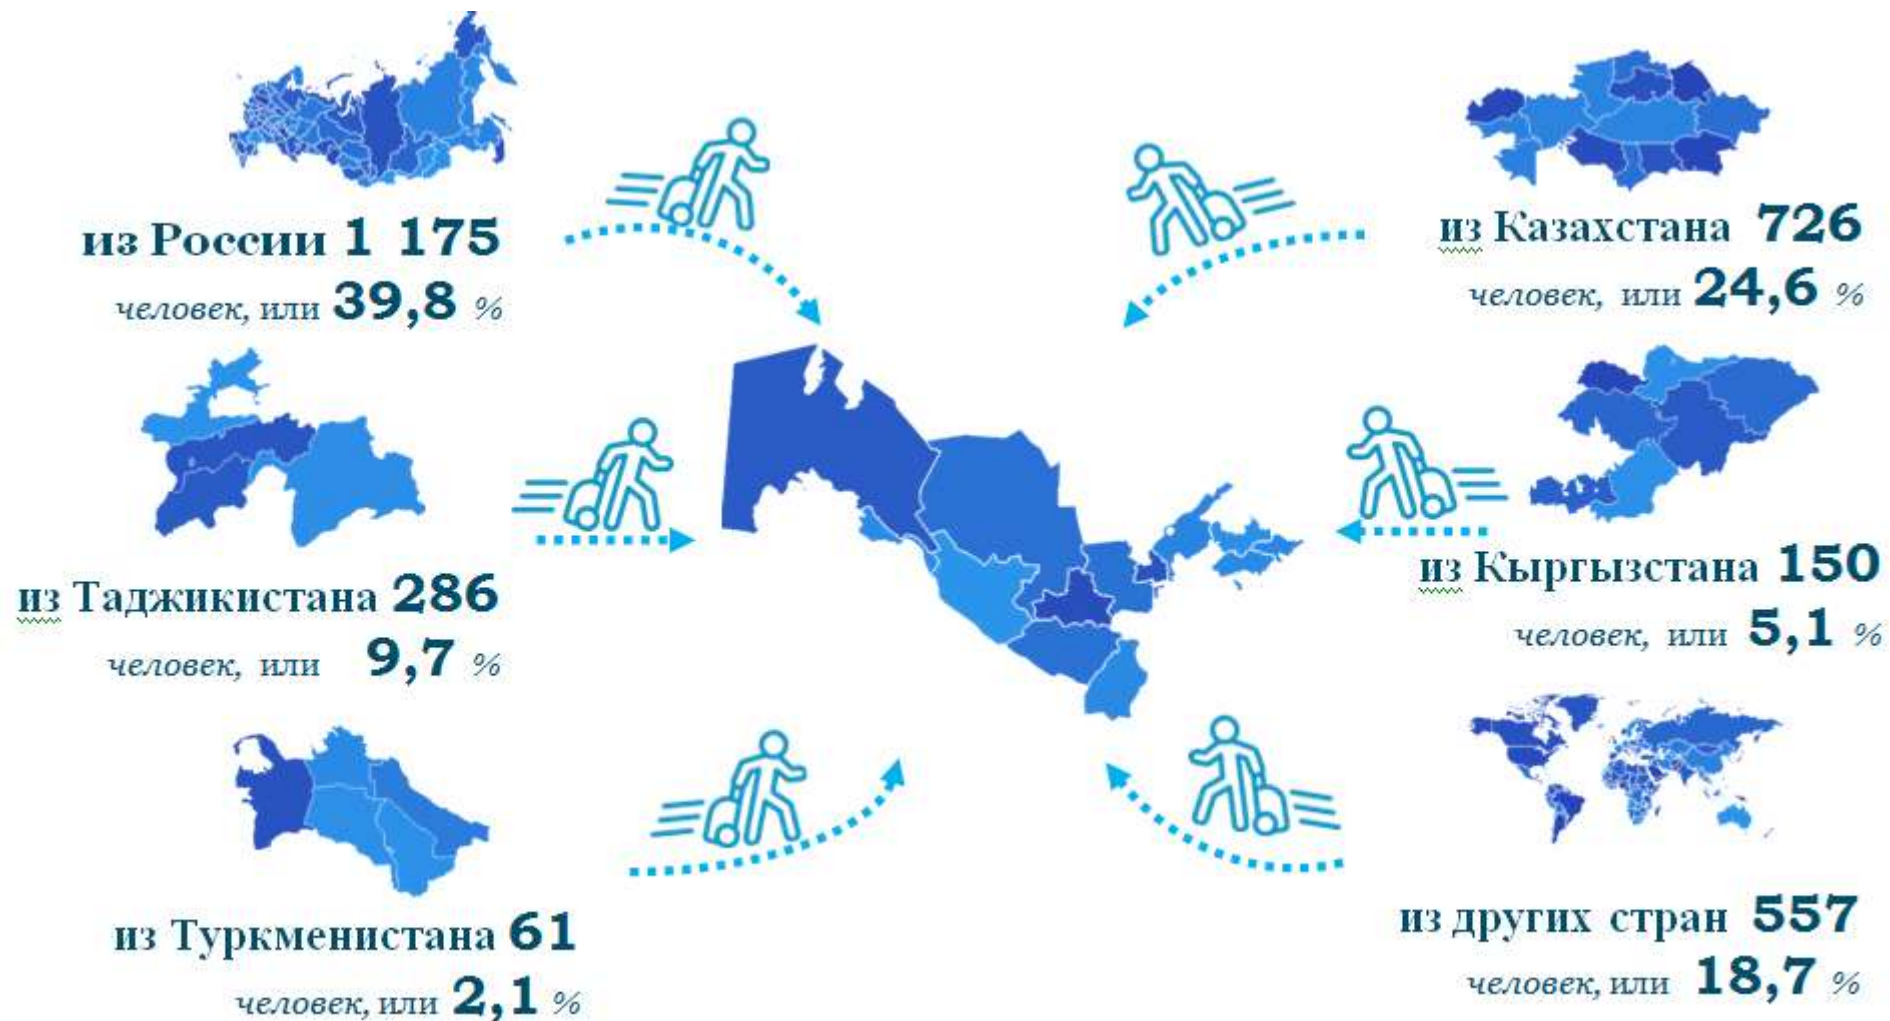 из России 1 175
человек, или 39,8 %
из Казахстана 726
человек, или 24,6 %
из Таджикистана 286
человек, или 9,7 %
из Кыргызстана 150
человек, или 5,1 %
из Туркменистана 61
человек, или 2,1 %
из других стран 557
человек, или 18,7 %